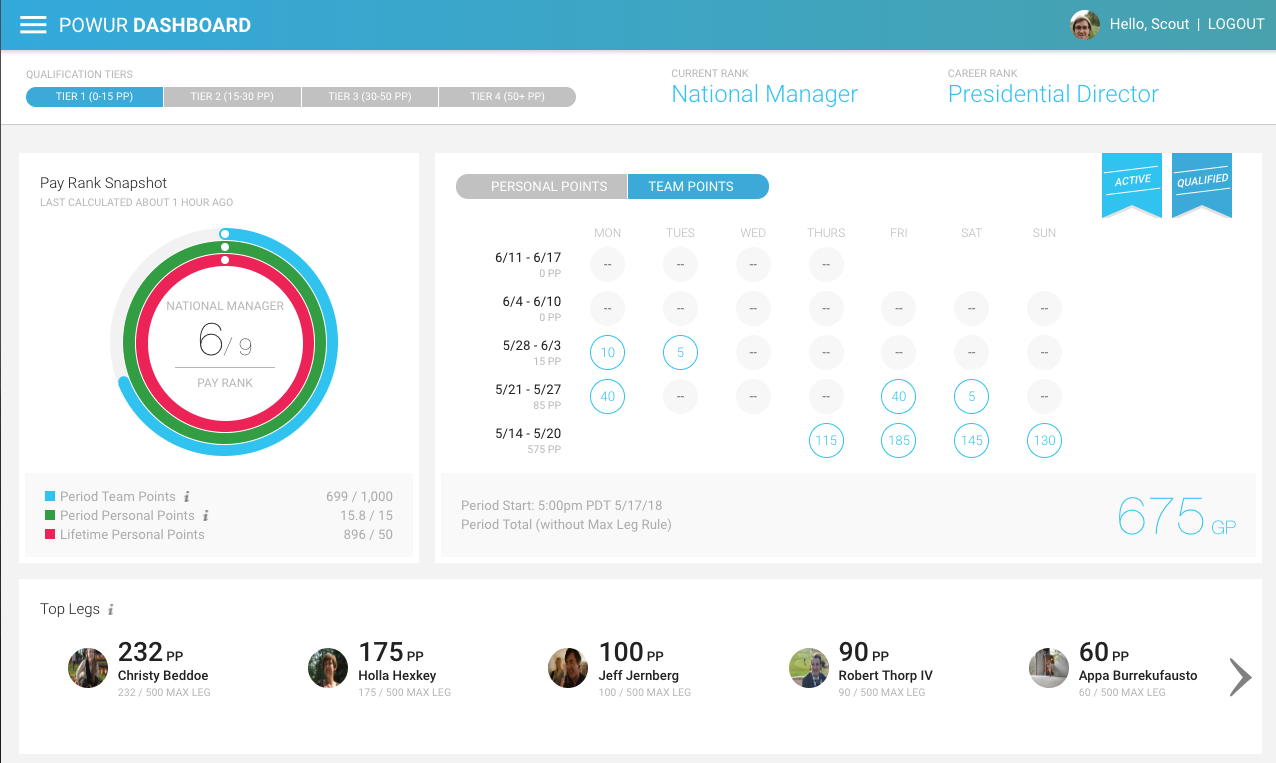 POWUR DASHBOARD
Hello, Scout | LOGOUT
QUALIFICATION TIERS
TIER 1 (0-15 PP) TIER 2 (15-30 PP) TIER 3 (30-50 PP) TIER 4 (50+ PP)
CURRENT RANK
National Manager
CAREER RANK
Presidential Director
Pay Rank Snapshot
LAST CALCULATED ABOUT 1 HOUR AGO
NATIONAL MANAGER
6/ 9
PAY RANK
Period Team Points i 699 / 1,000
Period Personal Points i 15.8 / 15
Lifetime Personal Points 896 / 50
PERSONAL POINTS TEAM POINTS
ACTIVE QUALIFIED
MON TUES WED THURS FRI SAT SUN
6/11 - 6/17 -- -- -- --
0 PP
6/4 - 6/10 -- -- -- -- -- -- --
0 PP
5/28 - 6/3 10 5 -- -- -- -- --
15 PP
5/21 - 5/27 40 -- -- -- 40 5 --
85 PP
5/14 - 5/20 115 185 145 130
575 PP
Period Start: 5:00pm PDT 5/17/18
Period Total (without Max Leg Rule)
675 GP
Top Legs i
232 PP
Christy Beddoe
232 / 500 MAX LEG
175 PP
Holla Hexkey
175 / 500 MAX LEG
100 PP
Jeff Jernberg
100 / 500 MAX LEG
90 PP
Robert Thorp IV
90 / 500 MAX LEG
60 PP
Appa Burrekufausto
60 / 500 MAX LEG